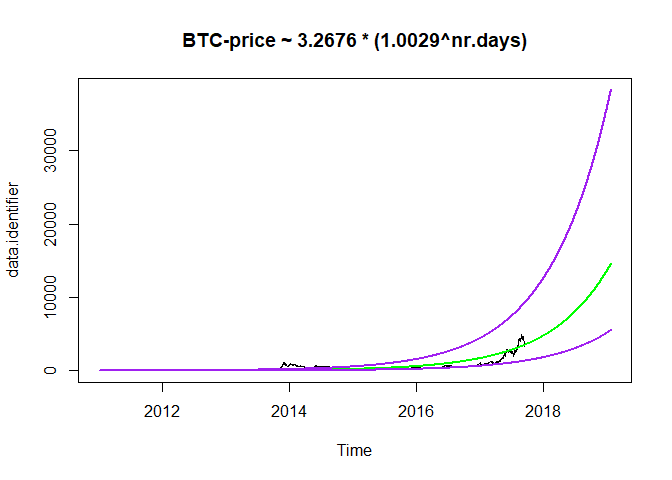 BTC-price ~ 3.2676 * (1.0029^nr.days)
data.identifier
30000
20000
10000
0
2012
2014
2016
2018
Time